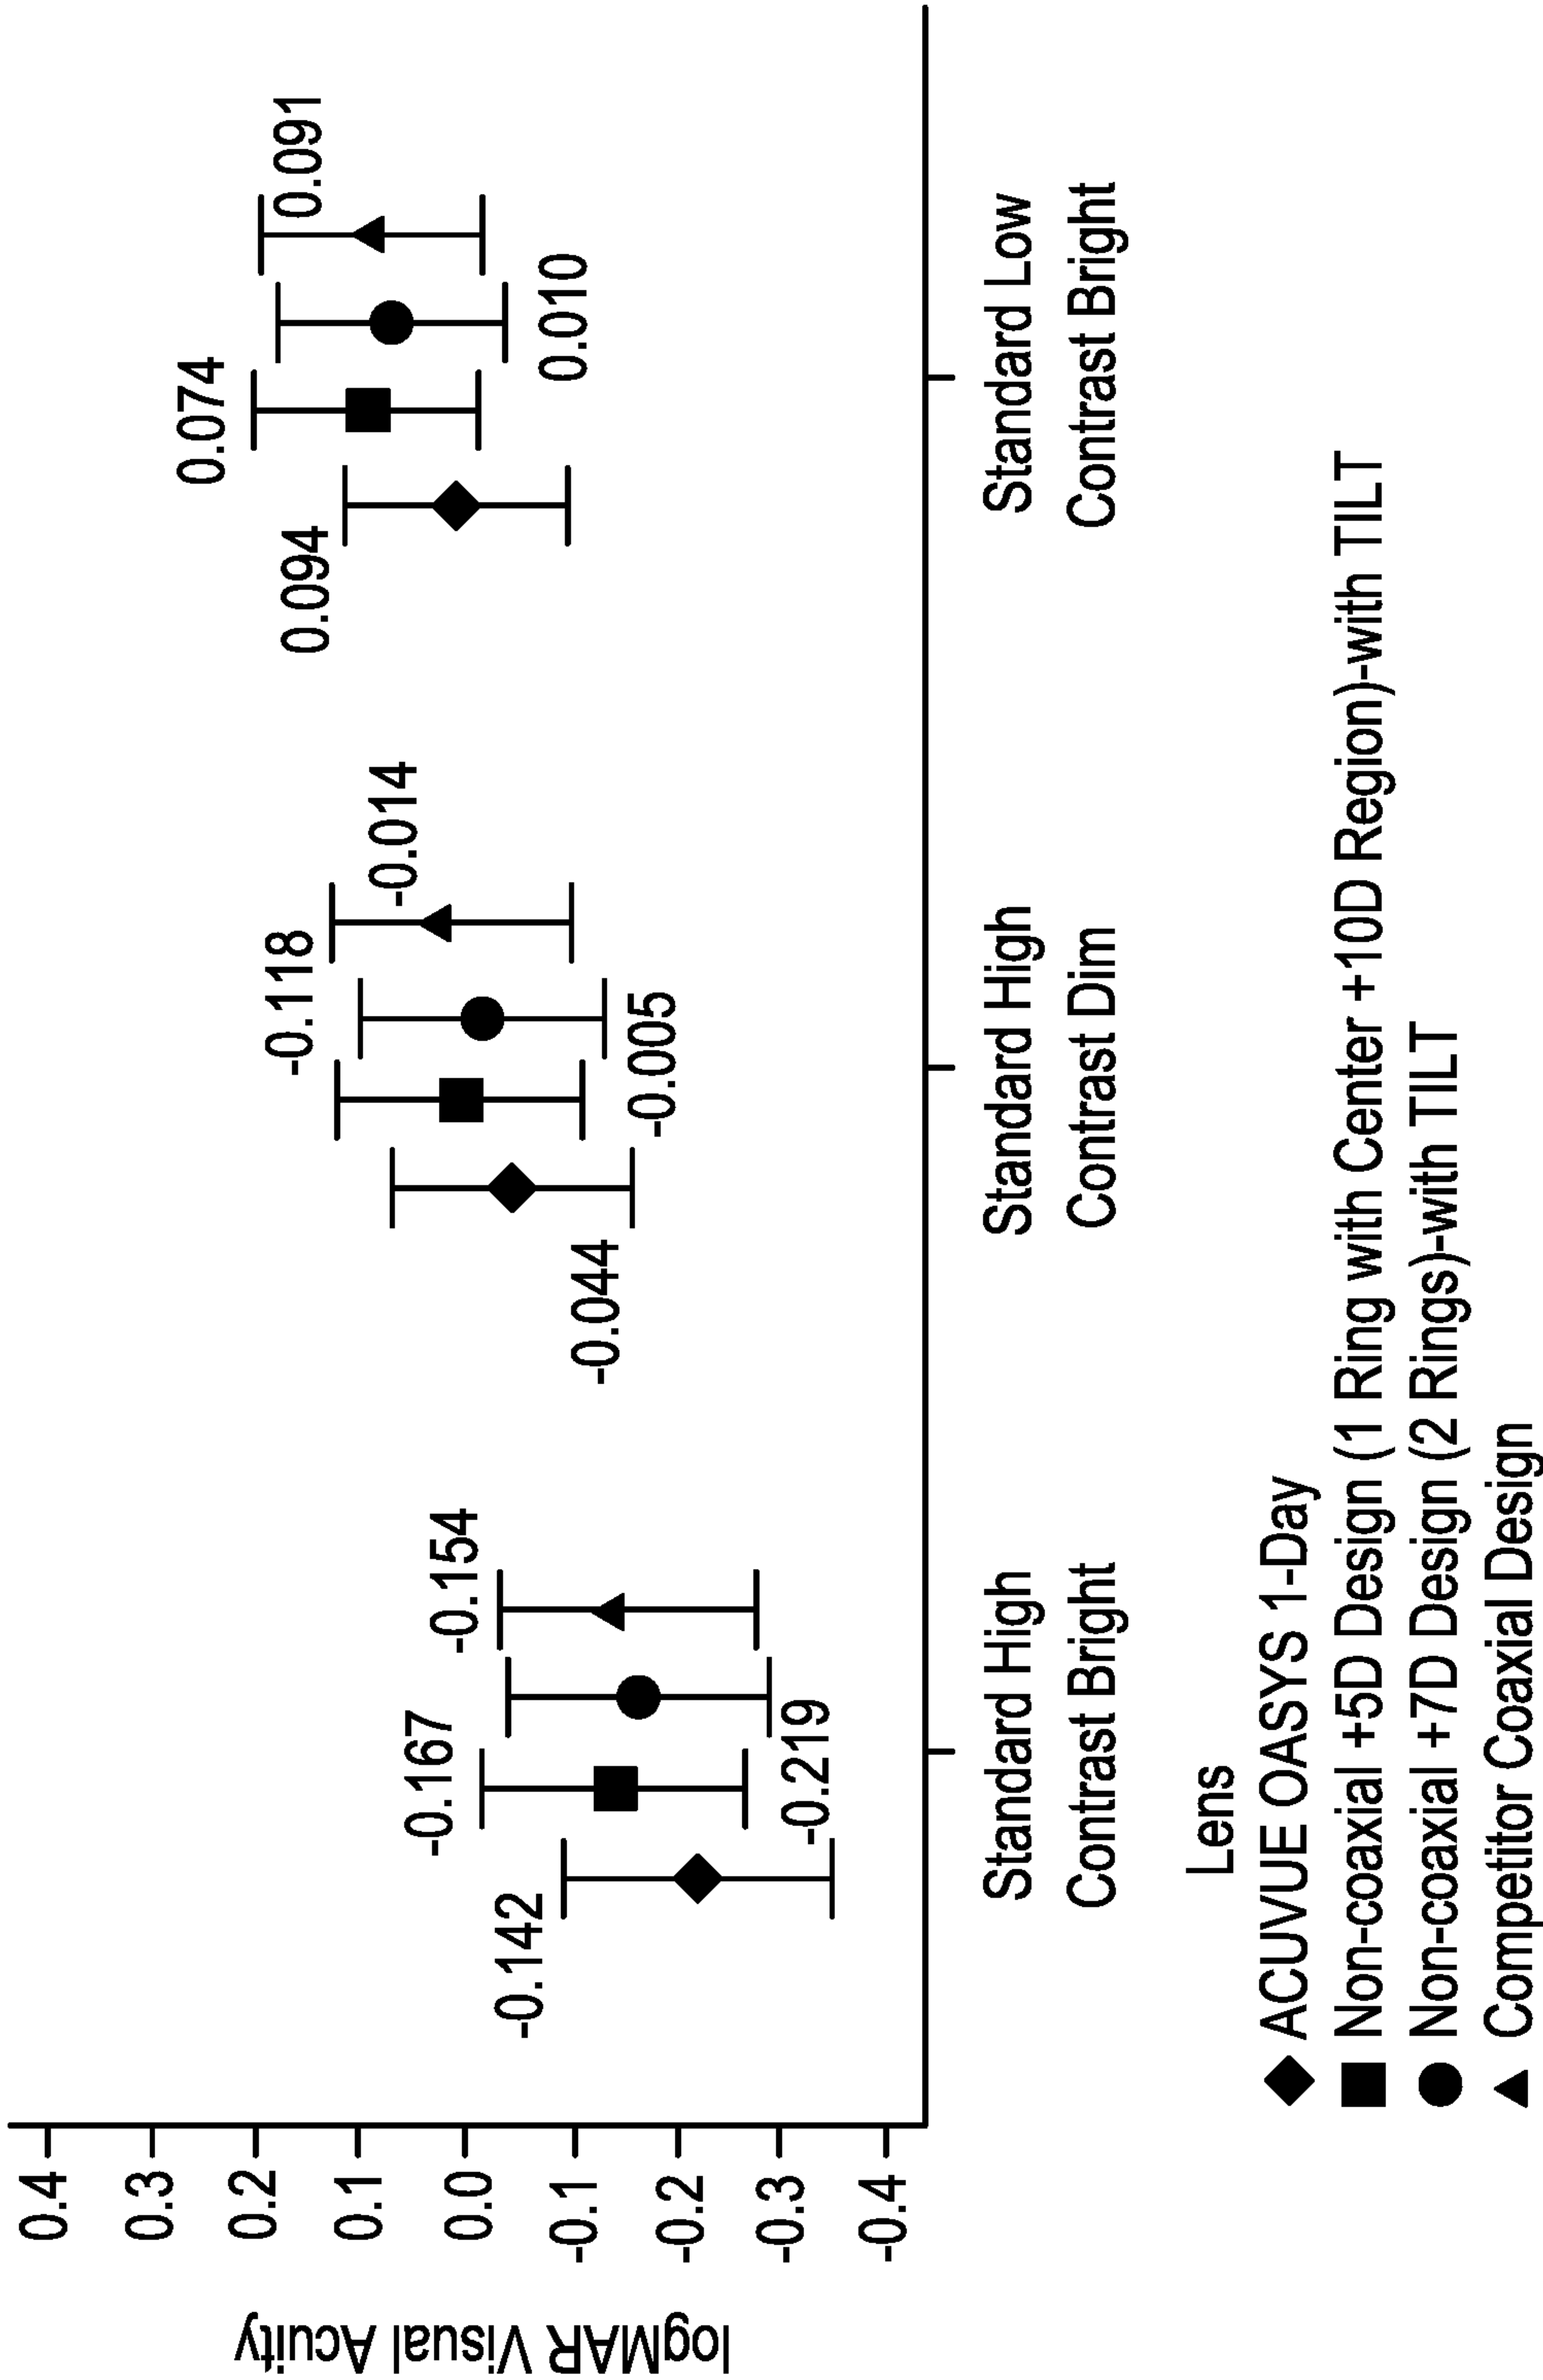 logMAR Visual Acuity
0.4
0.3
0.2
0.1
0.0
-0.1
-0.2
-0.3
-0.4
-0.142
-0.167
-0.219
-0.154
-0.044
-0.118
-0.005
-0.014
0.094
0.074
0.010
0.091
Standard High
Contrast Bright
Standard High
Contrast Dim
Standard Low
Contrast Bright
Lens
ACUVUE OASYS 1-Day
Non-coaxial +5D Design (1 Ring with Center +10D Region)-with TILT
Non-coaxial +7D Design (2 Rings)-with TILT
Competitor Coaxial Design